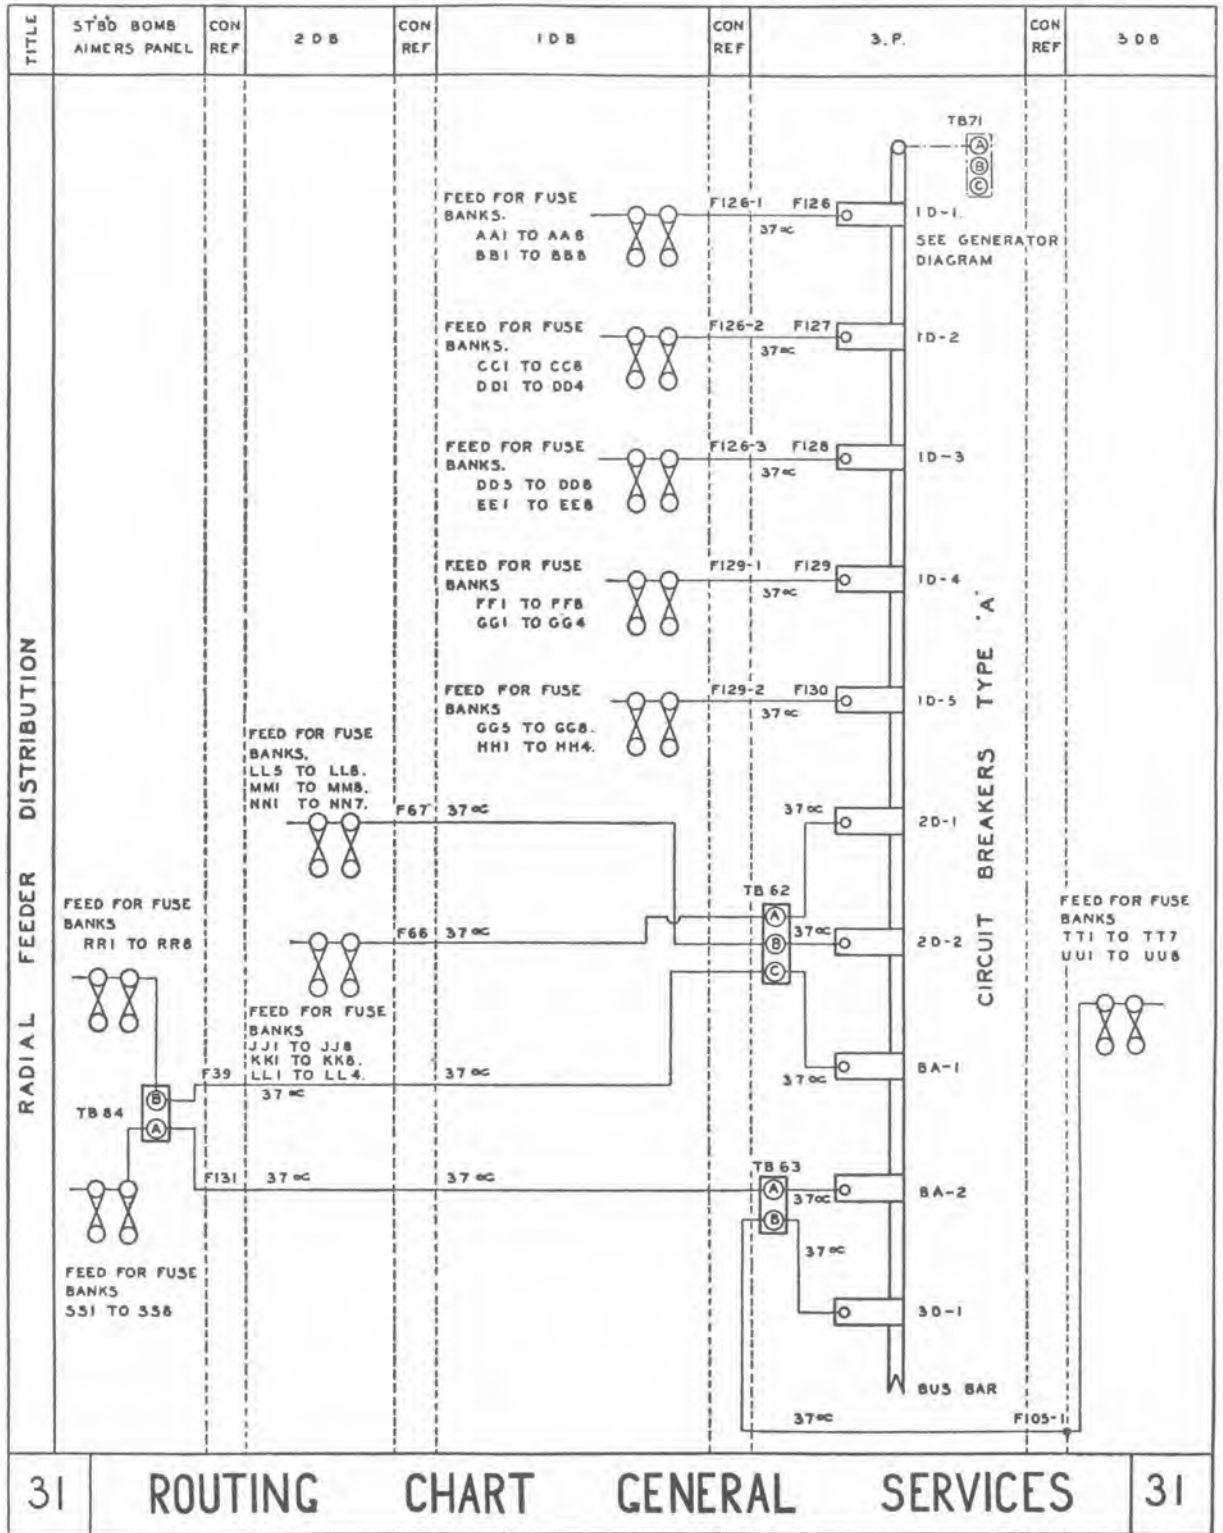 TITLE
ST'B'D BOMB AIMERS PANEL
CON REF
2 D B
CON REF
1 D B
CON REF
3. P.
CON REF
3 D B
RADIAL FEEDER DISTRIBUTION
TB71
A
B
C
FEED FOR FUSE
BANKS.
AA1 TO AA8
BB1 TO BB8
F126-1
F126
37∝
1D-1.
SEE GENERATOR
DIAGRAM
FEED FOR FUSE
BANKS.
CC1 TO CC8
DD1 TO DD4
F126-2
F127
37∝
1D-2
FEED FOR FUSE
BANKS.
DD5 TO DD8
EE1 TO EE8
F126-3
F128
37∝
1D-3
FEED FOR FUSE
BANKS
FF1 TO FF8
GG1 TO GG4
F129-1
F129
37∝
1D-4
FEED FOR FUSE
BANKS
GG5 TO GG8.
HH1 TO HH4.
F129-2
F130
37∝
1D-5
CIRCUIT BREAKERS TYPE 'A'
FEED FOR FUSE
BANKS.
LL5 TO LL8.
MM1 TO MM8.
NN1 TO NN7.
F67
37∝
37∝
2D-1
TB 62
A
B
C
F66
37∝
37∝
2D-2
FEED FOR FUSE
BANKS
JJ1 TO JJ8
KK1 TO KK8.
LL1 TO LL4.
FEED FOR FUSE
BANKS
RR1 TO RR8
FEED FOR FUSE
BANKS
TT1 TO TT7
UU1 TO UU8
F39
37∝
37∝
37∝
BA-1
TB 84
B
A
F131
37∝
37∝
TB 63
A
B
37∝
BA-2
FEED FOR FUSE
BANKS
SS1 TO SS8
37∝
3D-1
BUS BAR
37∝
F105-1
31
ROUTING CHART GENERAL SERVICES
31